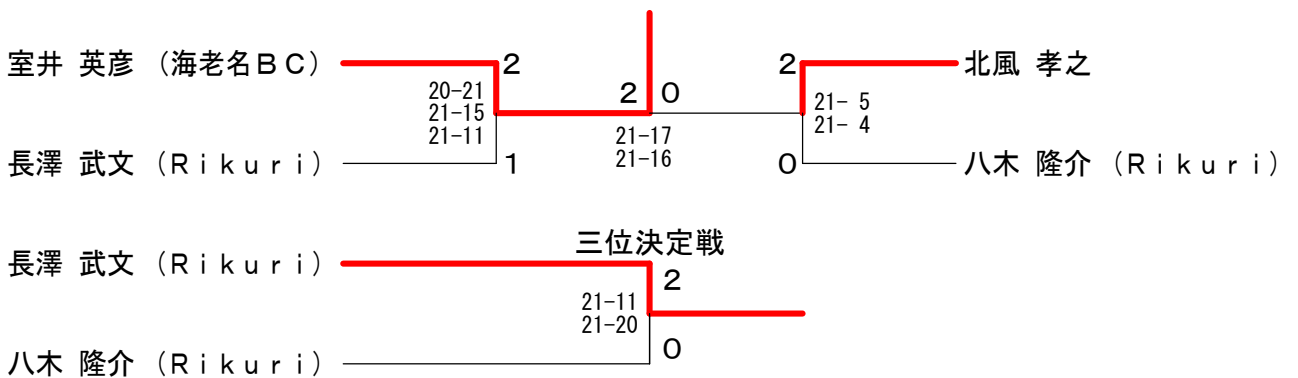 室井 英彦 (海老名BC)
2
20-21
21-15
21-11
長澤 武文 (Rikuri)
1
2 0
21-17
21-16
2
北風 孝之
21- 5
21- 4
0
八木 隆介 (Rikuri)
三位決定戦
長澤 武文 (Rikuri)
2
21-11
21-20
八木 隆介 (Rikuri)
0